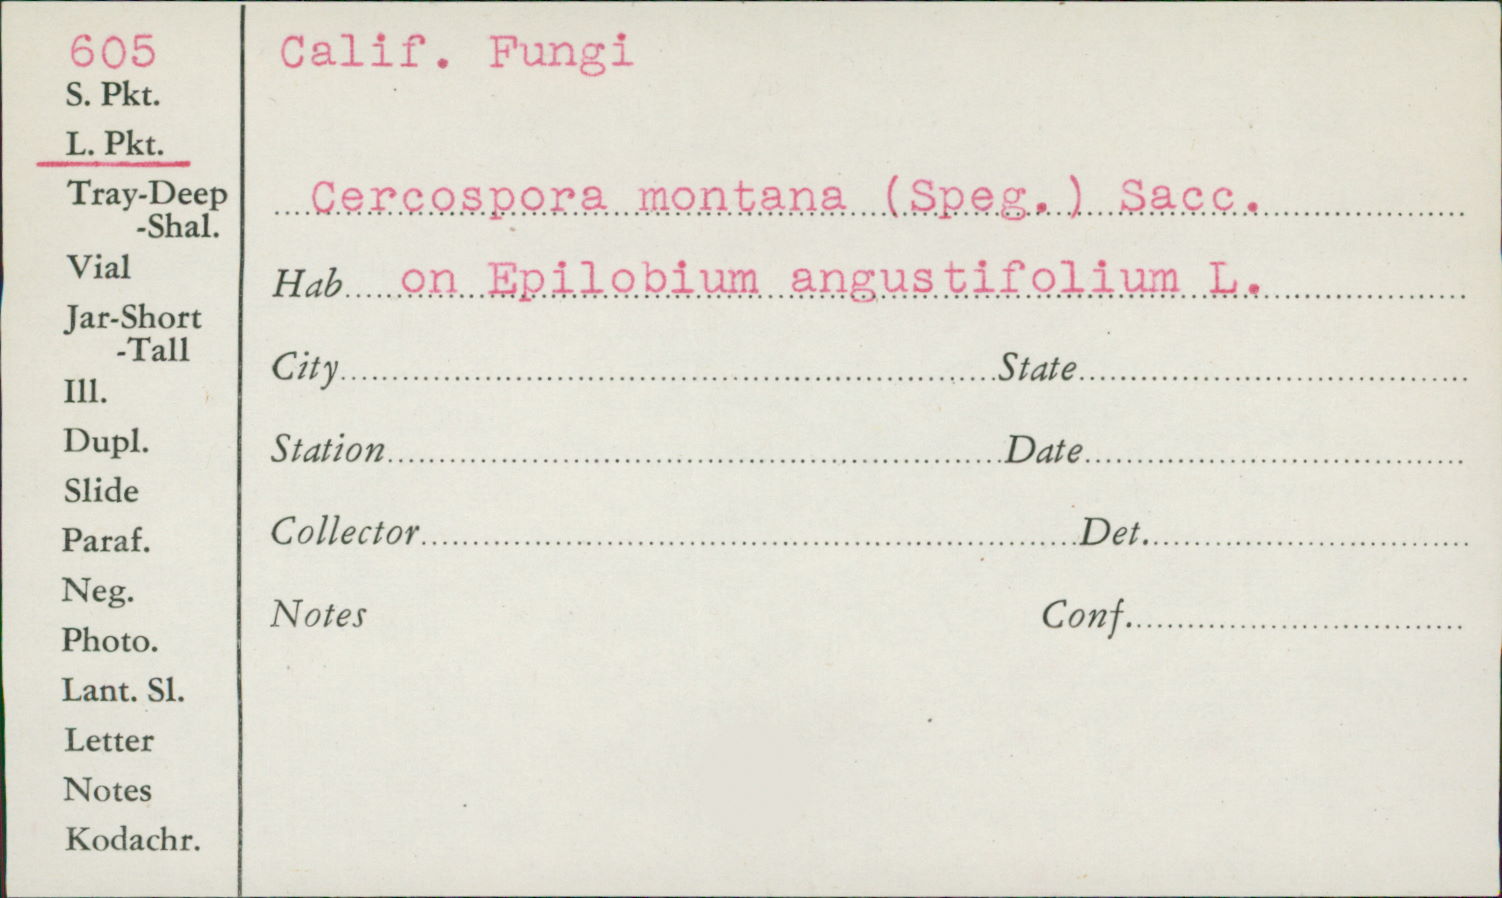 605
S. Pkt.
L. Pkt.
Tray-Deep
-Shal.
Vial
Jar-Short
-Tall
Ill.
Dupl.
Slide
Paraf.
Neg.
Photo.
Lant. Sl.
Letter
Notes
Kodachr.
Calif. Fungi
Cercospora montana (Speg.) Sacc.
Hab on Epilobium angustifolium L.
City State
Station Date
Collector Det.
Notes Conf.